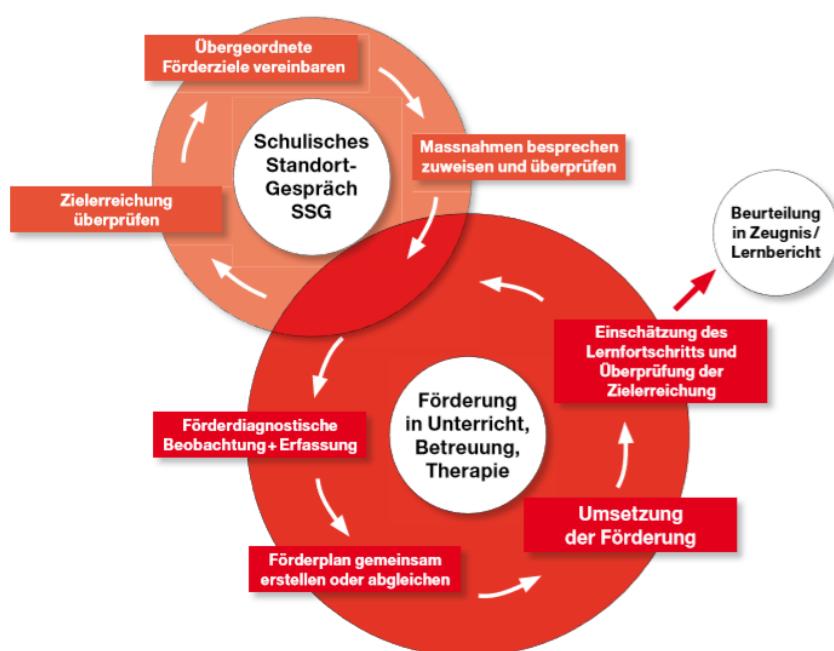 Übergeordnete
Förderziele vereinbaren
Schulisches
Standort-
Gespräch
SSG
Massnahmen besprechen
zuweisen und überprüfen
Zielerreichung
überprüfen
Beurteilung
in Zeugnis/
Lernbericht
Einschätzung des
Lernfortschritts und
Überprüfung der
Zielerreichung
Förderung
in Unterricht,
Betreuung,
Therapie
Förderdiagnostische
Beobachtung + Erfassung
Umsetzung
der Förderung
Förderplan gemeinsam
erstellen oder abgleichen